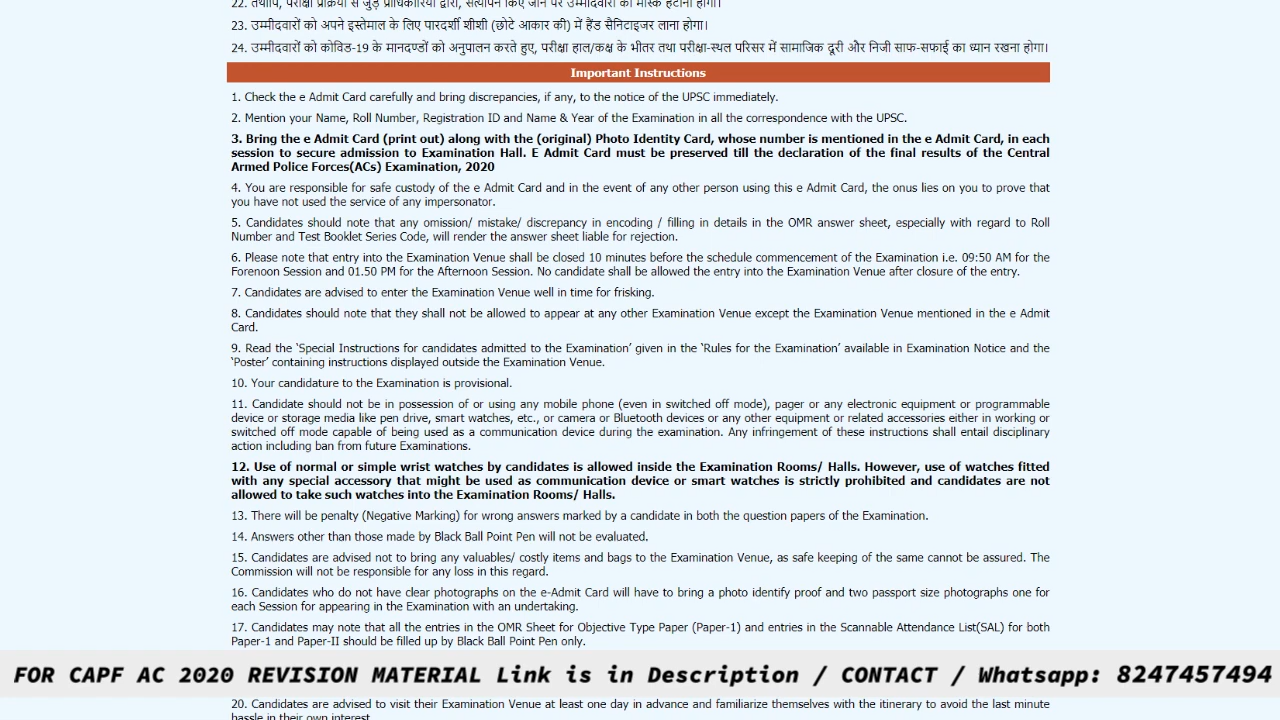 22. तथापि, परीक्षा प्रक्रिया से जुड़े प्राधिकारियों द्वारा, सत्यापन किए जाने पर उम्मीदवारों को मास्क हटाना होगा।
23. उम्मीदवारों को अपने इस्तेमाल के लिए पारदर्शी शीशी (छोटे आकार की) में हैंड सैनिटाइजर लाना होगा।
24. उम्मीदवारों को कोविड-19 के मानदण्डों को अनुपालन करते हुए, परीक्षा हाल/कक्ष के भीतर तथा परीक्षा-स्थल परिसर में सामाजिक दूरी और निजी साफ-सफाई का ध्यान रखना होगा।
Important Instructions
1. Check the e Admit Card carefully and bring discrepancies, if any, to the notice of the UPSC immediately.
2. Mention your Name, Roll Number, Registration ID and Name & Year of the Examination in all the correspondence with the UPSC.
3. Bring the e Admit Card (print out) along with the (original) Photo Identity Card, whose number is mentioned in the e Admit Card, in each
session to secure admission to Examination Hall. E Admit Card must be preserved till the declaration of the final results of the Central
Armed Police Forces(ACs) Examination, 2020
4. You are responsible for safe custody of the e Admit Card and in the event of any other person using this e Admit Card, the onus lies on you to prove that
you have not used the service of any impersonator.
5. Candidates should note that any omission/ mistake/ discrepancy in encoding / filling in details in the OMR answer sheet, especially with regard to Roll
Number and Test Booklet Series Code, will render the answer sheet liable for rejection.
6. Please note that entry into the Examination Venue shall be closed 10 minutes before the schedule commencement of the Examination i.e. 09:50 AM for the
Forenoon Session and 01.50 PM for the Afternoon Session. No candidate shall be allowed the entry into the Examination Venue after closure of the entry.
7. Candidates are advised to enter the Examination Venue well in time for frisking.
8. Candidates should note that they shall not be allowed to appear at any other Examination Venue except the Examination Venue mentioned in the e Admit
Card.
9. Read the ‘Special Instructions for candidates admitted to the Examination’ given in the ‘Rules for the Examination’ available in Examination Notice and the
‘Poster’ containing instructions displayed outside the Examination Venue.
10. Your candidature to the Examination is provisional.
11. Candidate should not be in possession of or using any mobile phone (even in switched off mode), pager or any electronic equipment or programmable
device or storage media like pen drive, smart watches, etc., or camera or Bluetooth devices or any other equipment or related accessories either in working or
switched off mode capable of being used as a communication device during the examination. Any infringement of these instructions shall entail disciplinary
action including ban from future Examinations.
12. Use of normal or simple wrist watches by candidates is allowed inside the Examination Rooms/ Halls. However, use of watches fitted
with any special accessory that might be used as communication device or smart watches is strictly prohibited and candidates are not
allowed to take such watches into the Examination Rooms/ Halls.
13. There will be penalty (Negative Marking) for wrong answers marked by a candidate in both the question papers of the Examination.
14. Answers other than those made by Black Ball Point Pen will not be evaluated.
15. Candidates are advised not to bring any valuables/ costly items and bags to the Examination Venue, as safe keeping of the same cannot be assured. The
Commission will not be responsible for any loss in this regard.
16. Candidates who do not have clear photographs on the e-Admit Card will have to bring a photo identify proof and two passport size photographs one for
each Session for appearing in the Examination with an undertaking.
17. Candidates may note that all the entries in the OMR Sheet for Objective Type Paper (Paper-1) and entries in the Scannable Attendance List(SAL) for both
Paper-1 and Paper-II should be filled up by Black Ball Point Pen only.
FOR CAPF AC 2020 REVISION MATERIAL Link is in Description / CONTACT / Whatsapp: 8247457494
20. Candidates are advised to visit their Examination Venue at least one day in advance and familiarize themselves with the itinerary to avoid the last minute
hassle in their own interest.